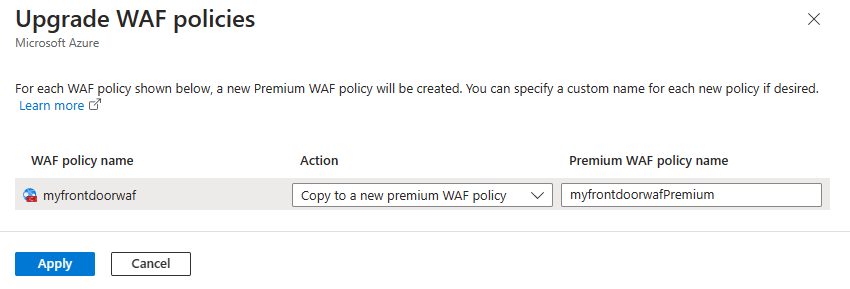 Upgrade WAF policies
Microsoft Azure
For each WAF policy shown below, a new Premium WAF policy will be created. You can specify a custom name for each new policy if desired.
Learn more
WAF policy name Action Premium WAF policy name
myfrontdoorwaf Copy to a new premium WAF policy myfrontdoorwafPremium
Apply Cancel